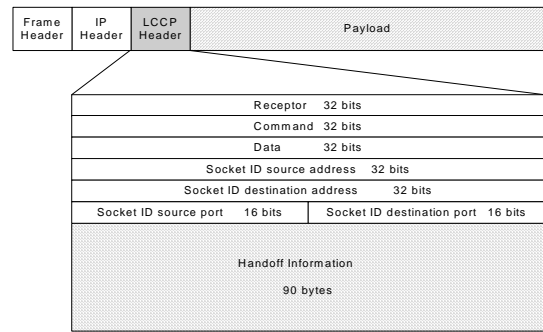 Frame Header IP Header LCCP Header Payload
Receptor 32 bits
Command 32 bits
Data 32 bits
Socket ID source address 32 bits
Socket ID destination address 32 bits
Socket ID source port 16 bits Socket ID destination port 16 bits
Handoff Information
90 bytes